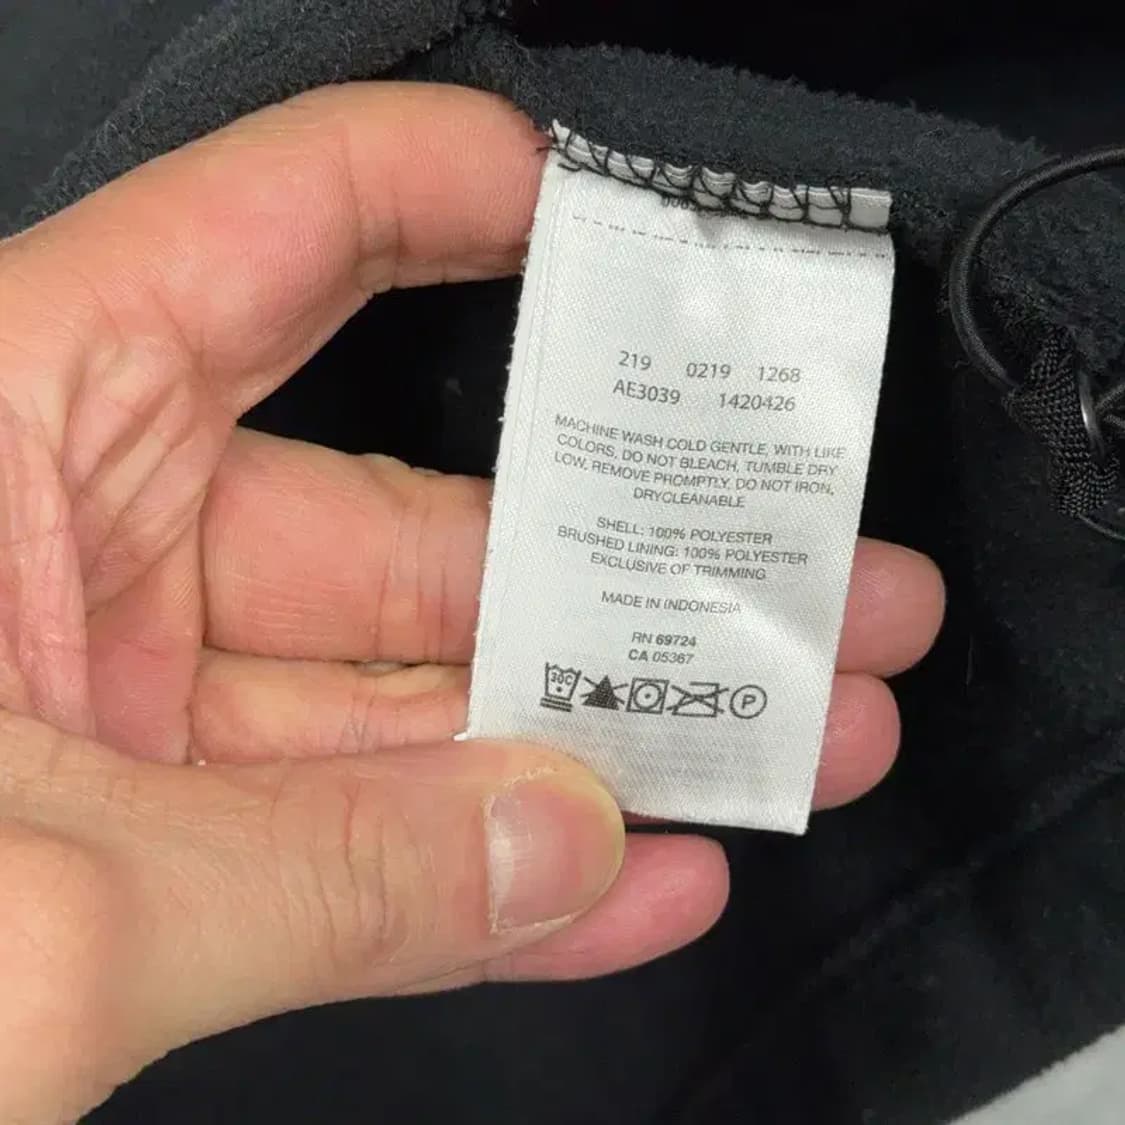 219 0219 1268
AE3039 1420426
MACHINE WASH COLD GENTLE, WITH LIKE
COLORS, DO NOT BLEACH, TUMBLE DRY
LOW, REMOVE PROMPTLY, DO NOT IRON,
DRYCLEANABLE
SHELL: 100% POLYESTER
BRUSHED LINING: 100% POLYESTER
EXCLUSIVE OF TRIMMING
MADE IN INDONESIA
RN 69724
CA 05367
30C P